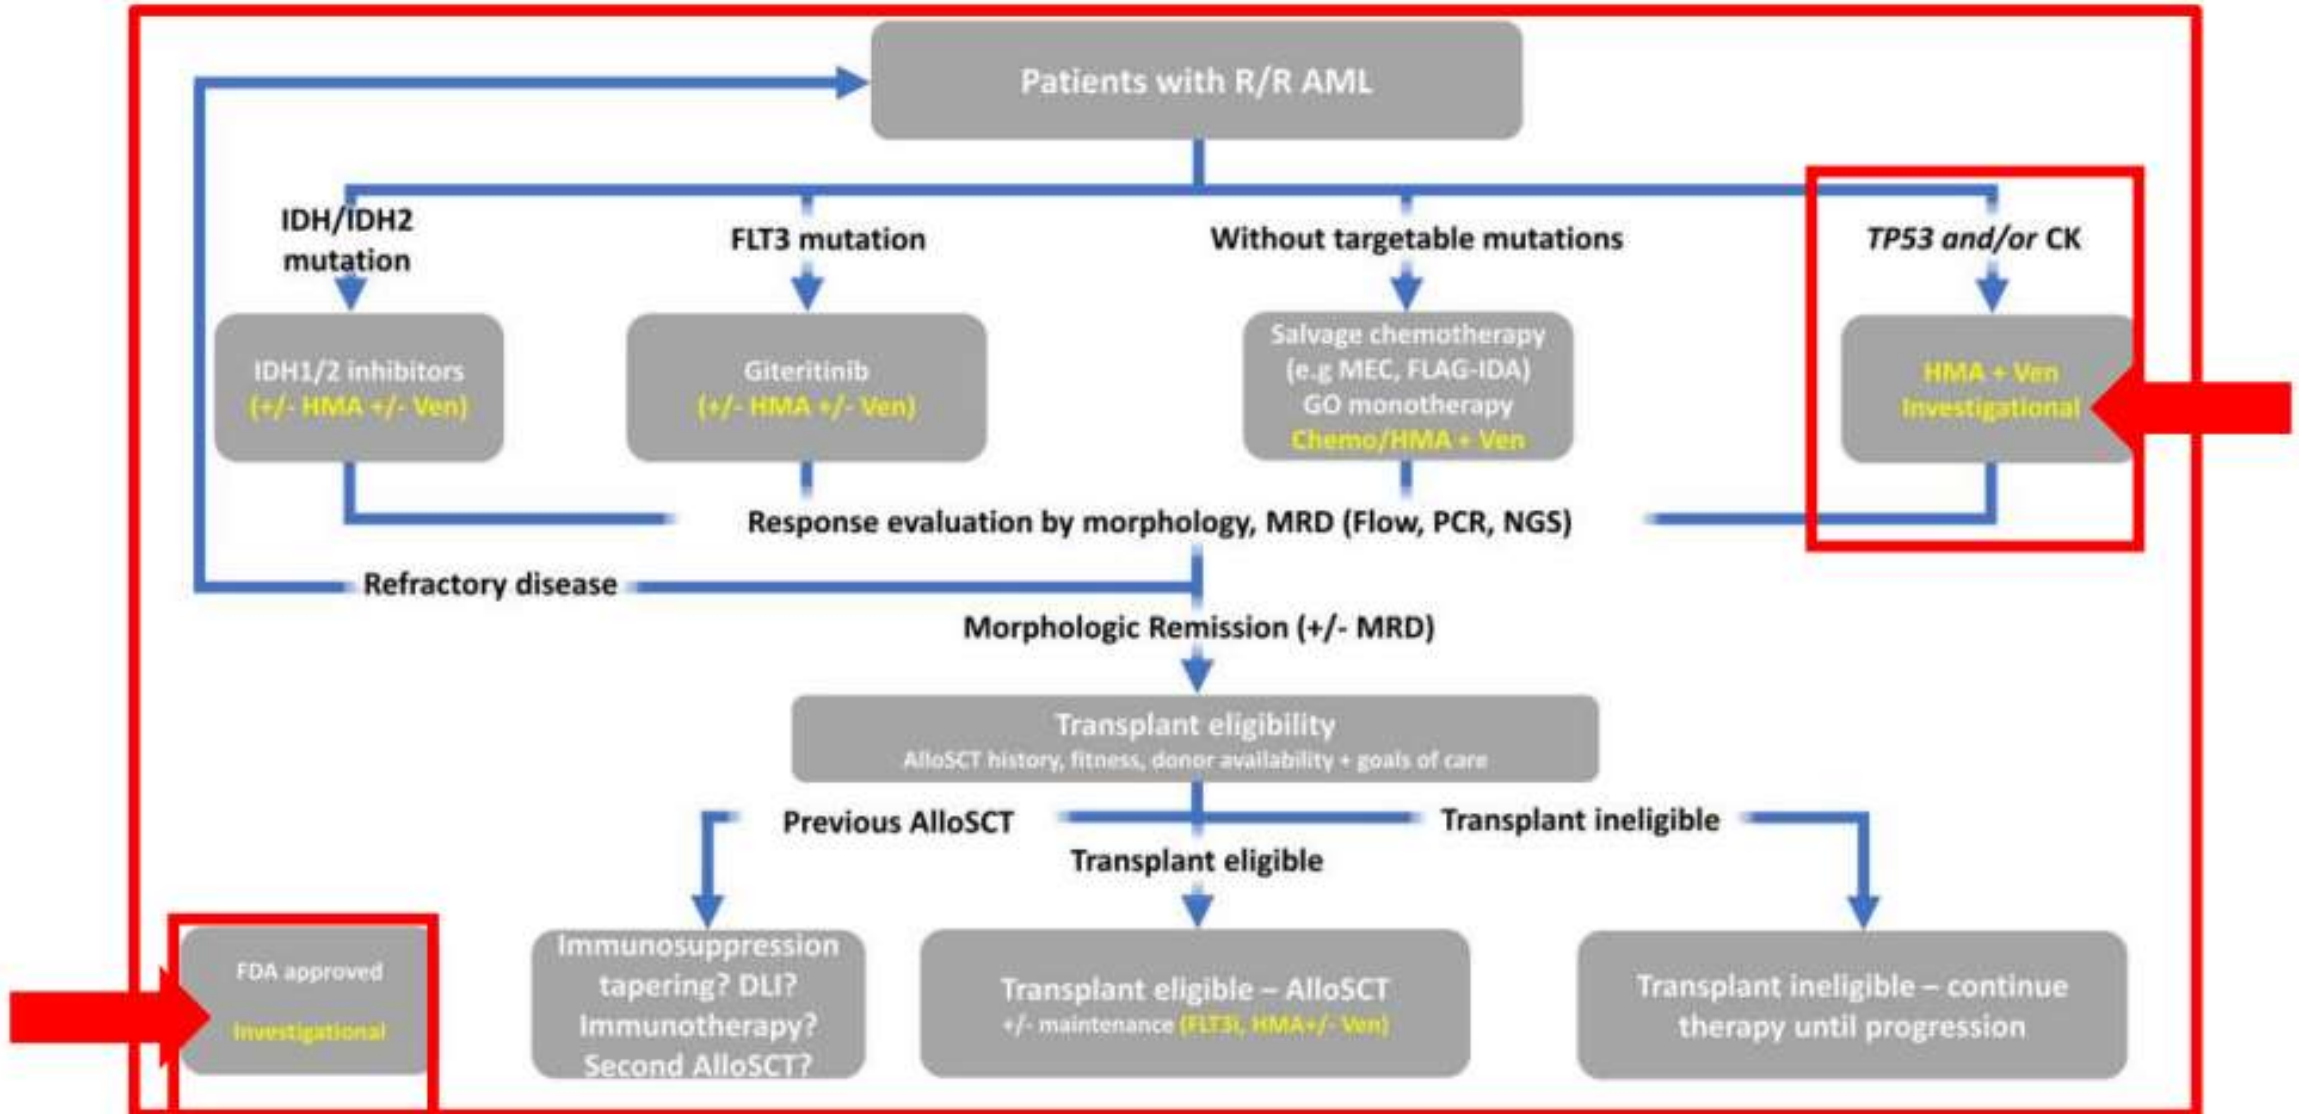 Patients with R/R AML
IDH/IDH2
mutation
FLT3 mutation
Without targetable mutations
TP53 and/or CK
IDH1/2 inhibitors
(+/- HMA +/- Ven)
Giteritinib
(+/- HMA +/- Ven)
Salvage chemotherapy
(e.g MEC, FLAG-IDA)
GO monotherapy
Chemo/HMA + Ven
HMA + Ven
Investigational
Response evaluation by morphology, MRD (Flow, PCR, NGS)
Refractory disease
Morphologic Remission (+/- MRD)
Transplant eligibility
AlloSCT history, fitness, donor availability + goals of care
Previous AlloSCT
Transplant eligible
Transplant ineligible
FDA approved
Investigational
Immunosuppression
tapering? DLI?
Immunotherapy?
Second AlloSCT?
Transplant eligible – AlloSCT
+/- maintenance (FLT3i, HMA+/- Ven)
Transplant ineligible – continue
therapy until progression